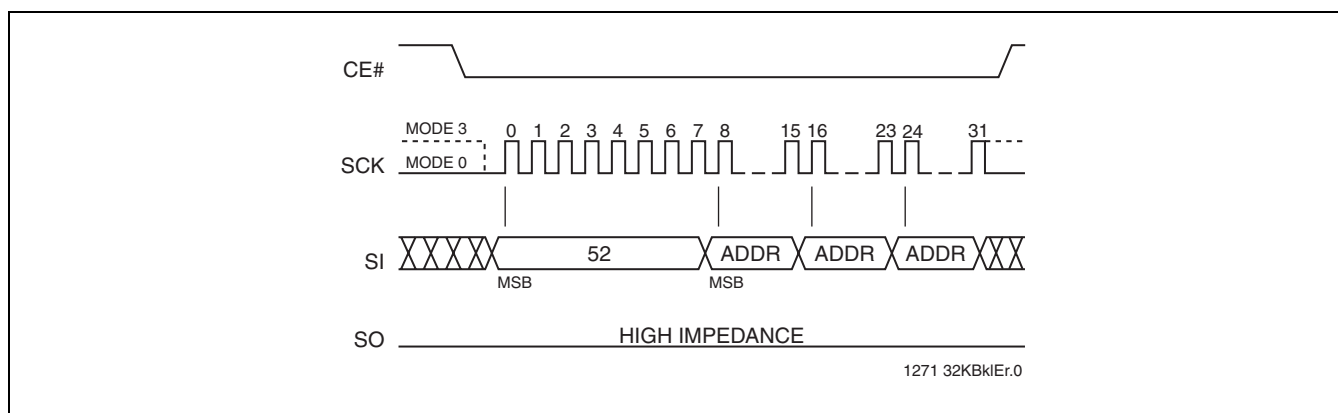 CE#
MODE 3
0 1 2 3 4 5 6 7 8 15 16 23 24 31
SCK
MODE 0
SI
52
ADDR
ADDR
ADDR
MSB
MSB
SO
HIGH IMPEDANCE
1271 32KBklEr.0